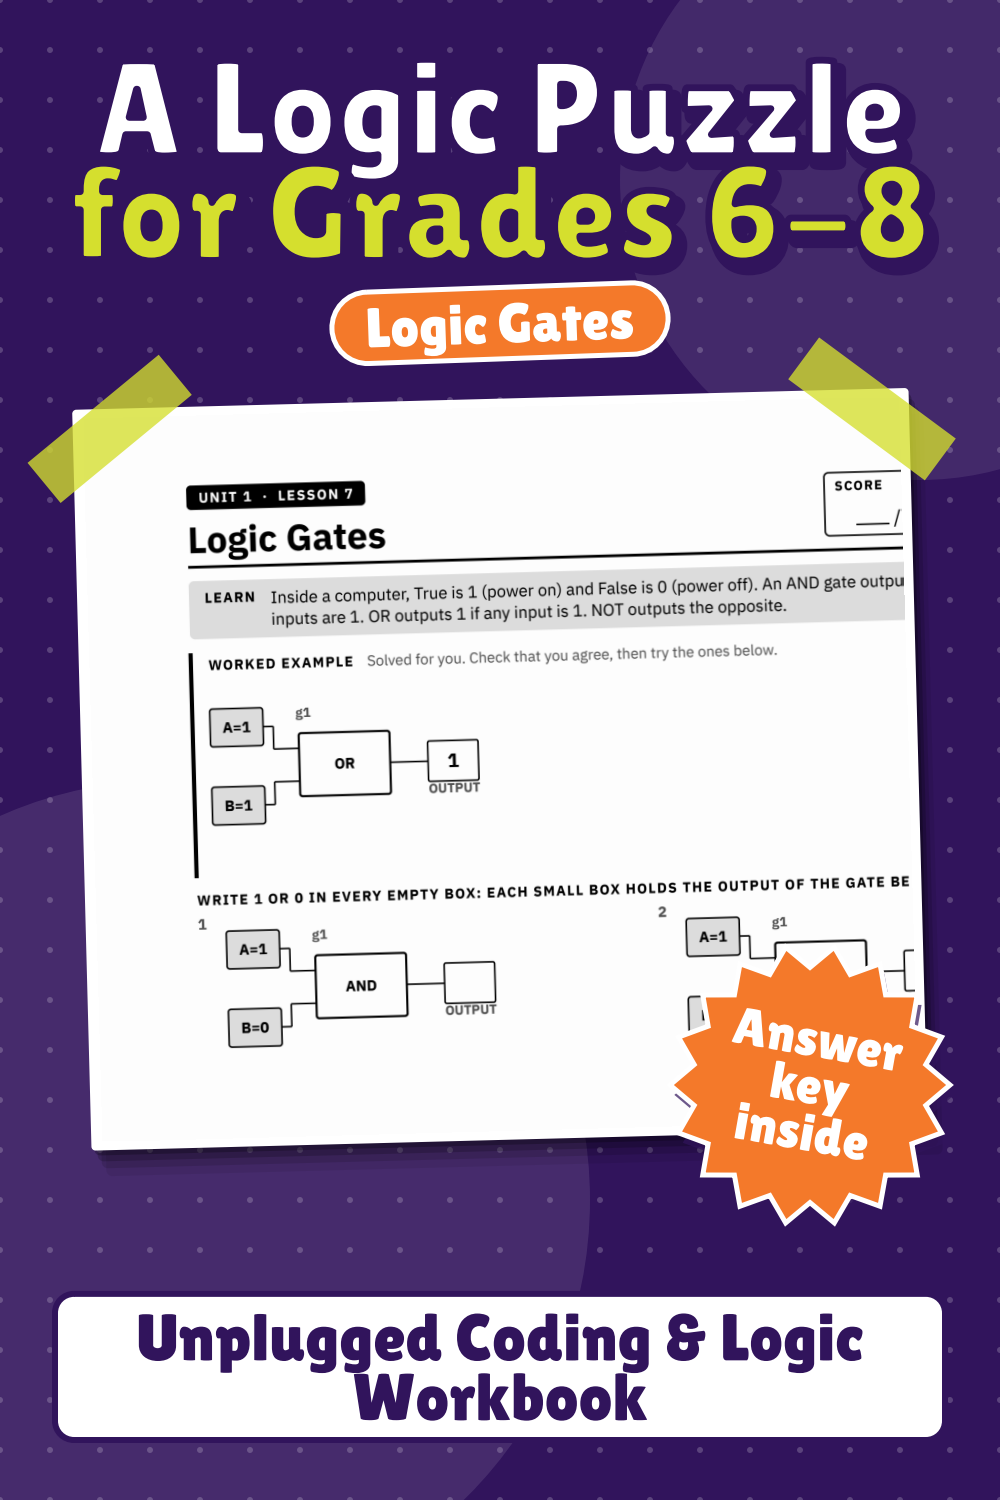 A Logic Puzzle
for Grades 6–8
Logic Gates
UNIT 1 · LESSON 7
SCORE
/
Logic Gates
LEARN Inside a computer, True is 1 (power on) and False is 0 (power off). An AND gate outpu
inputs are 1. OR outputs 1 if any input is 1. NOT outputs the opposite.
WORKED EXAMPLE Solved for you. Check that you agree, then try the ones below.
A=1
g1
OR
1
OUTPUT
B=1
WRITE 1 OR 0 IN EVERY EMPTY BOX: EACH SMALL BOX HOLDS THE OUTPUT OF THE GATE BE
1
A=1
g1
AND
OUTPUT
B=0
2
A=1
g1
Answer
key
inside
Unplugged Coding & Logic
Workbook